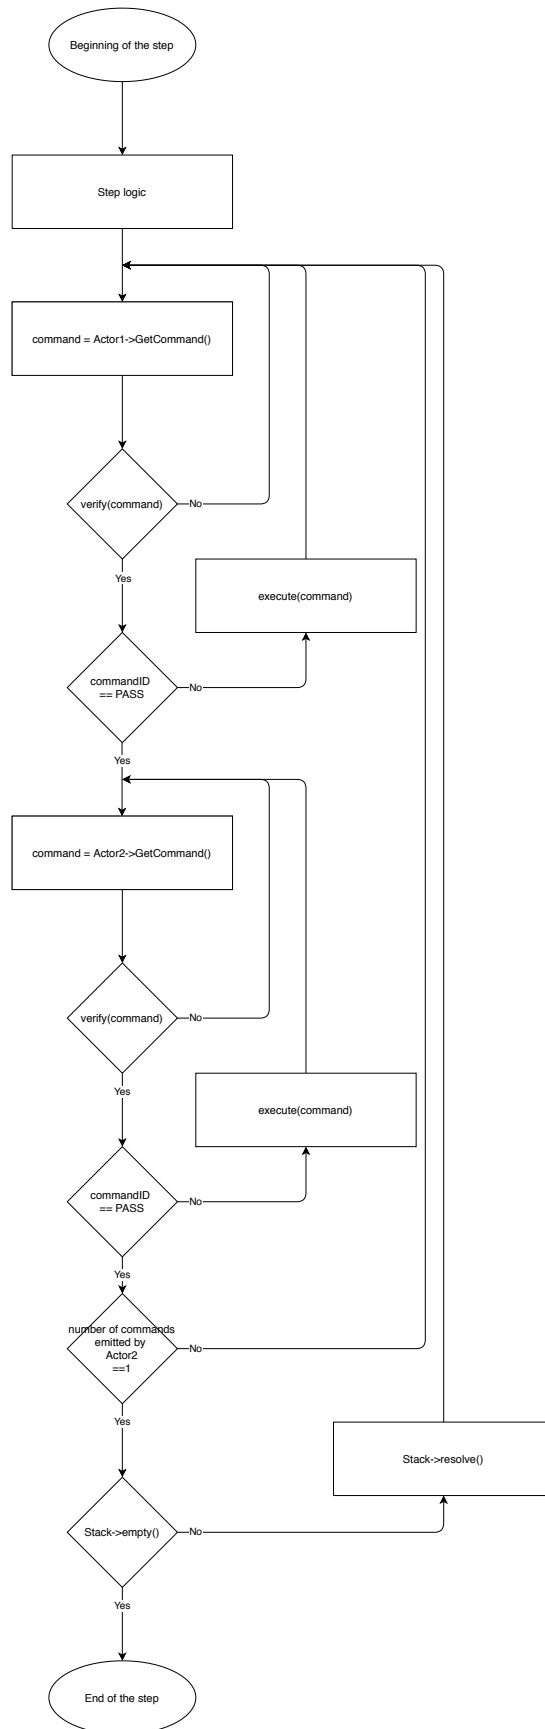 Beginning of the step
Step logic
command = Actor1->GetCommand()
verify(command)
No
Yes
execute(command)
commandID
== PASS
No
Yes
command = Actor2->GetCommand()
verify(command)
No
Yes
execute(command)
commandID
== PASS
No
Yes
number of commands
emitted by
Actor2
==1
No
Yes
Stack->resolve()
Stack->empty()
No
Yes
End of the step